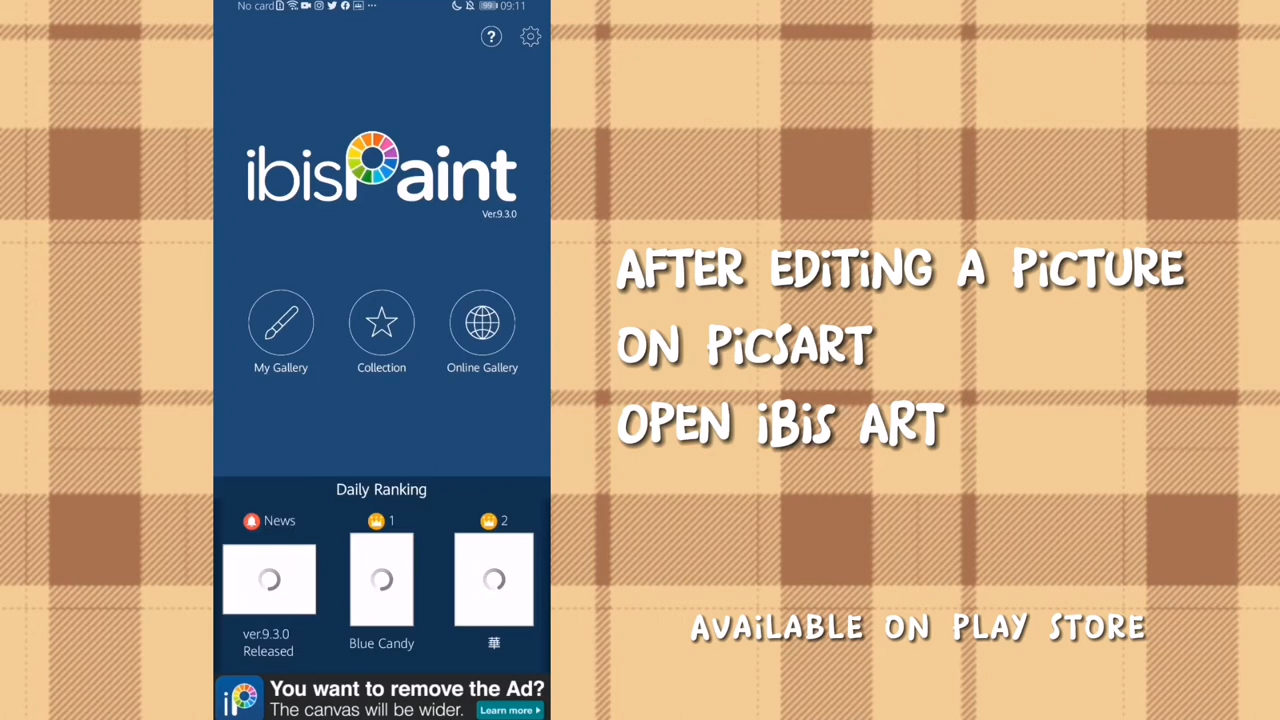 No card 99 09:11
?
ibisPaint
Ver.9.3.0
My Gallery Collection Online Gallery
Daily Ranking
News 1 2
ver.9.3.0
Released
Blue Candy
華
iP
You want to remove the Ad?
The canvas will be wider.
Learn more
AFTER EDiTiNG A PiCTURE
ON PiCSART
OPEN iBiS ART
AVAiLABLE ON PLAY STORE